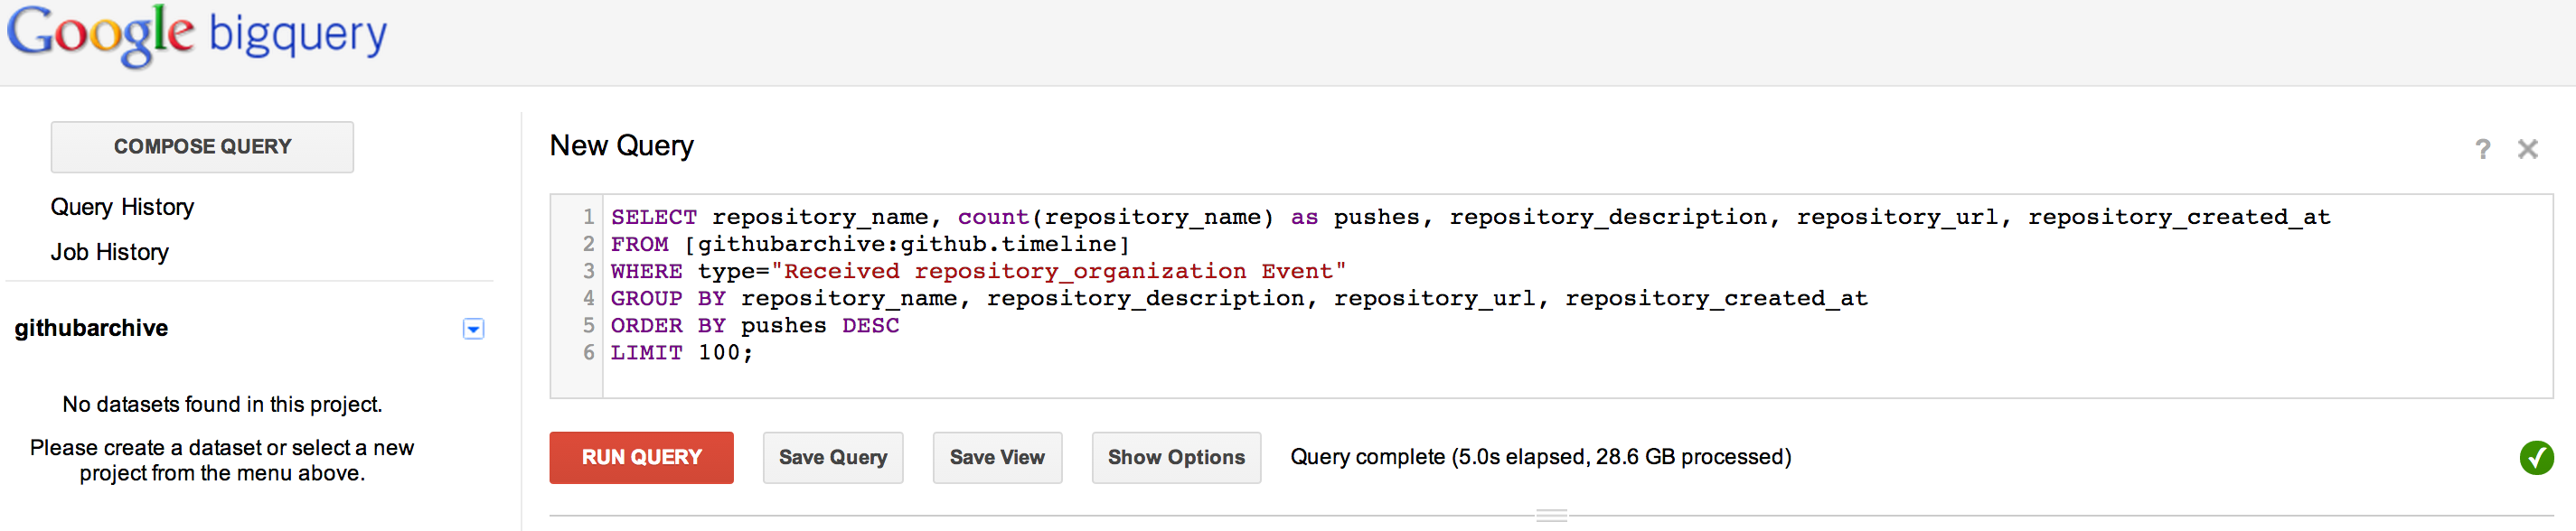 Google bigquery
COMPOSE QUERY
Query History
Job History
githubarchive
No datasets found in this project.
Please create a dataset or select a new
project from the menu above.
New Query
? ×
1 SELECT repository_name, count(repository_name) as pushes, repository_description, repository_url, repository_created_at
2 FROM [githubarchive:github.timeline]
3 WHERE type="Received repository_organization Event"
4 GROUP BY repository_name, repository_description, repository_url, repository_created_at
5 ORDER BY pushes DESC
6 LIMIT 100;
RUN QUERY Save Query Save View Show Options Query complete (5.0s elapsed, 28.6 GB processed)